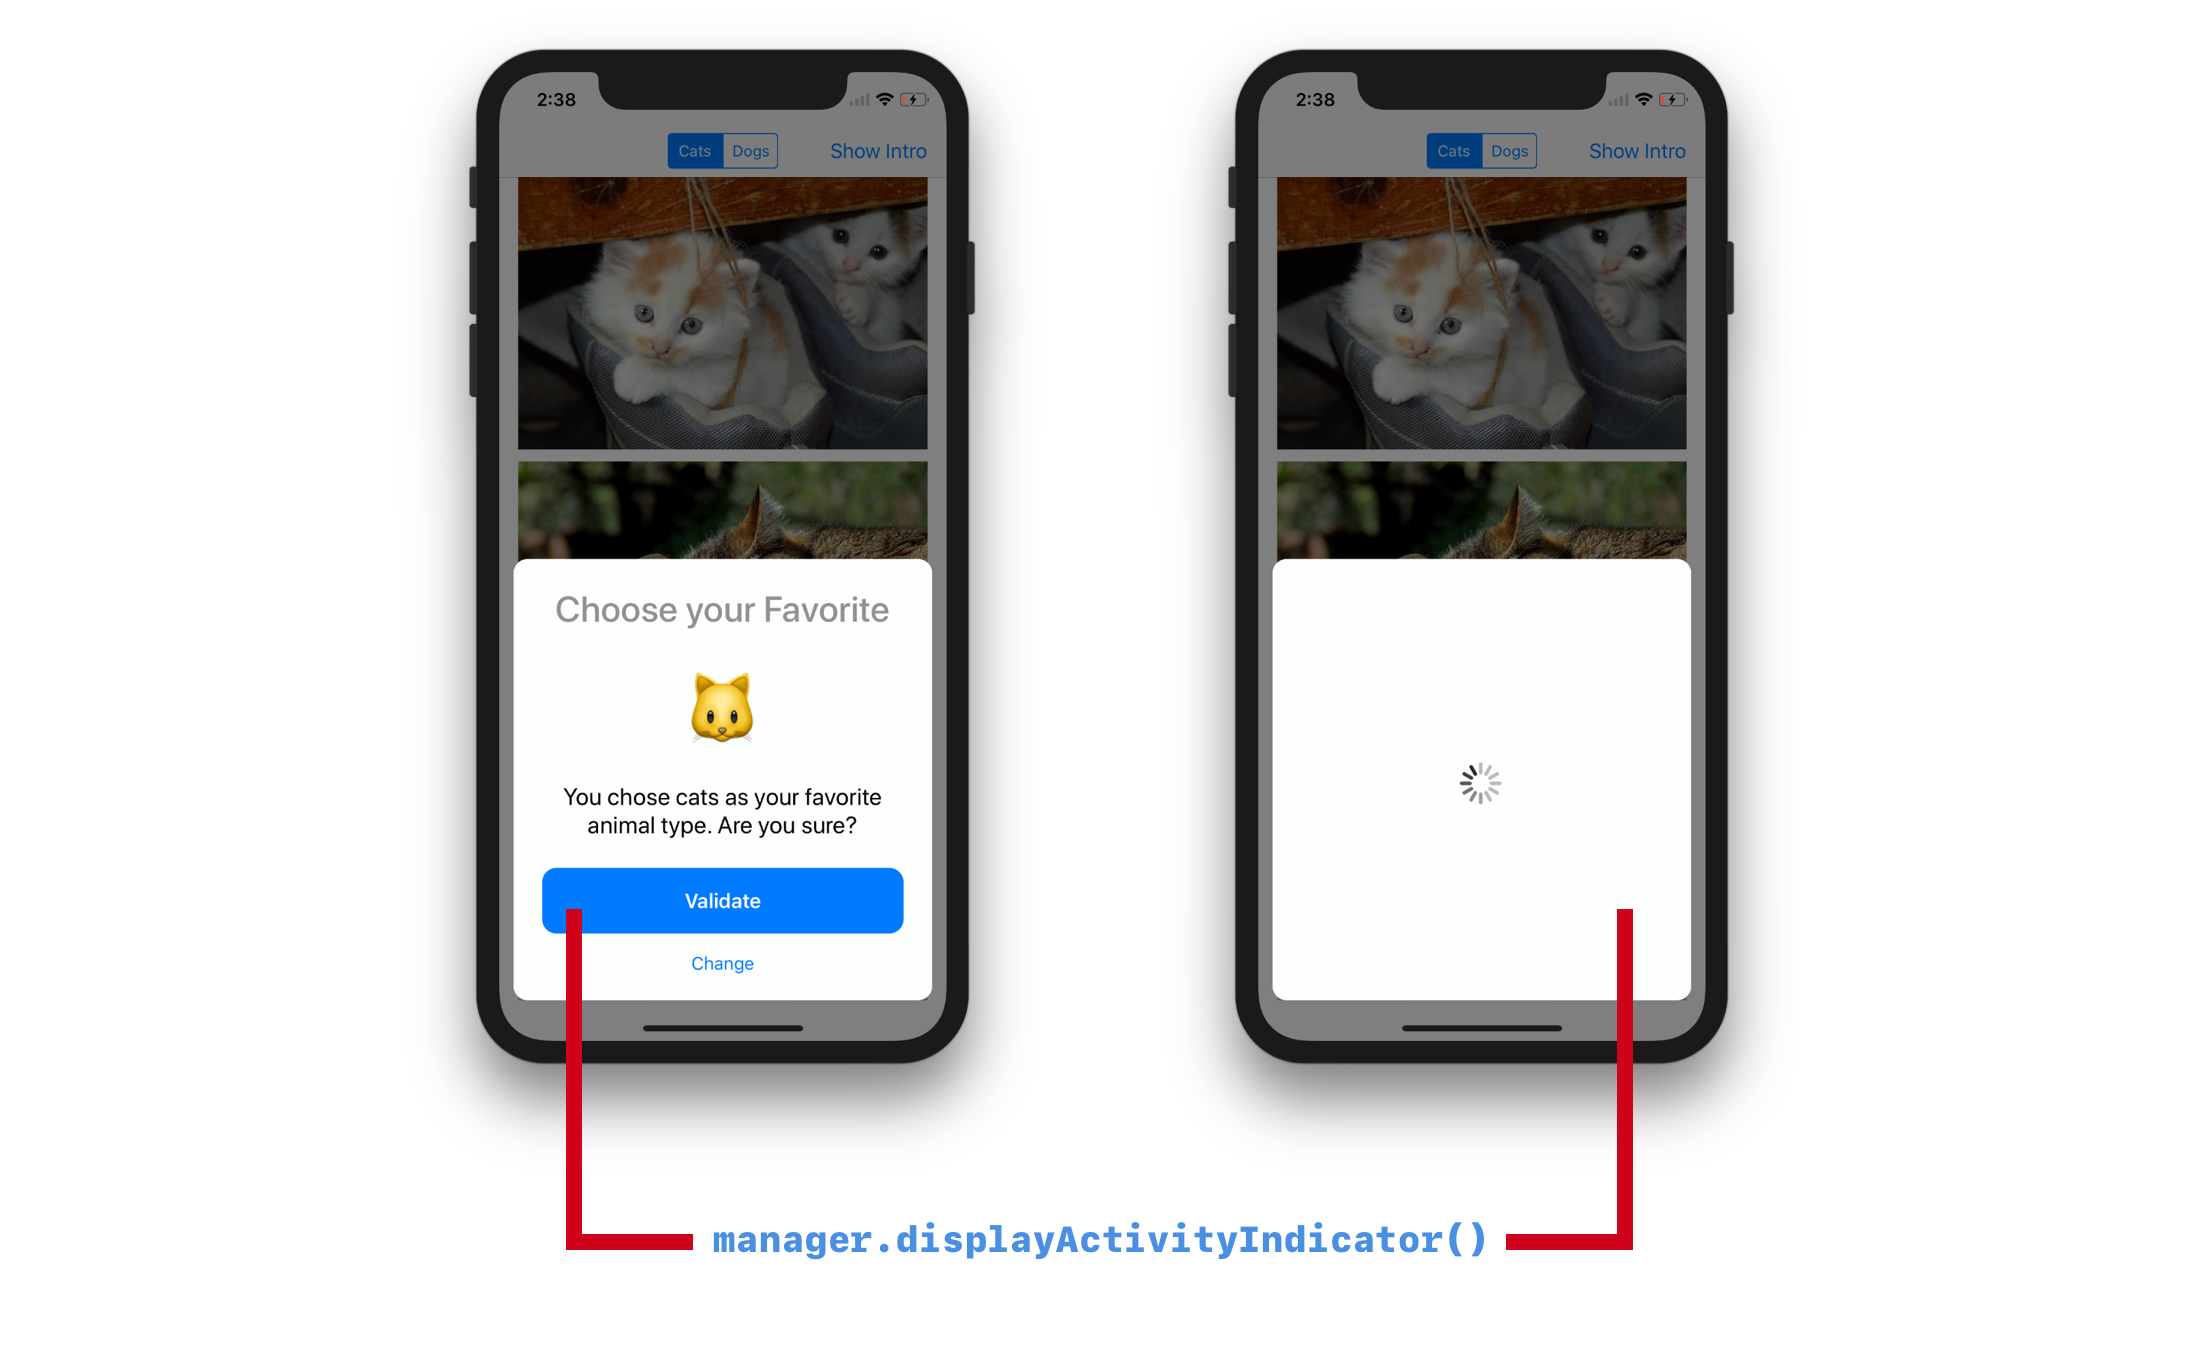 2:38
Cats Dogs Show Intro
Choose your Favorite
You chose cats as your favorite
animal type. Are you sure?
Validate
Change
2:38
Cats Dogs Show Intro
manager.displayActivityIndicator()